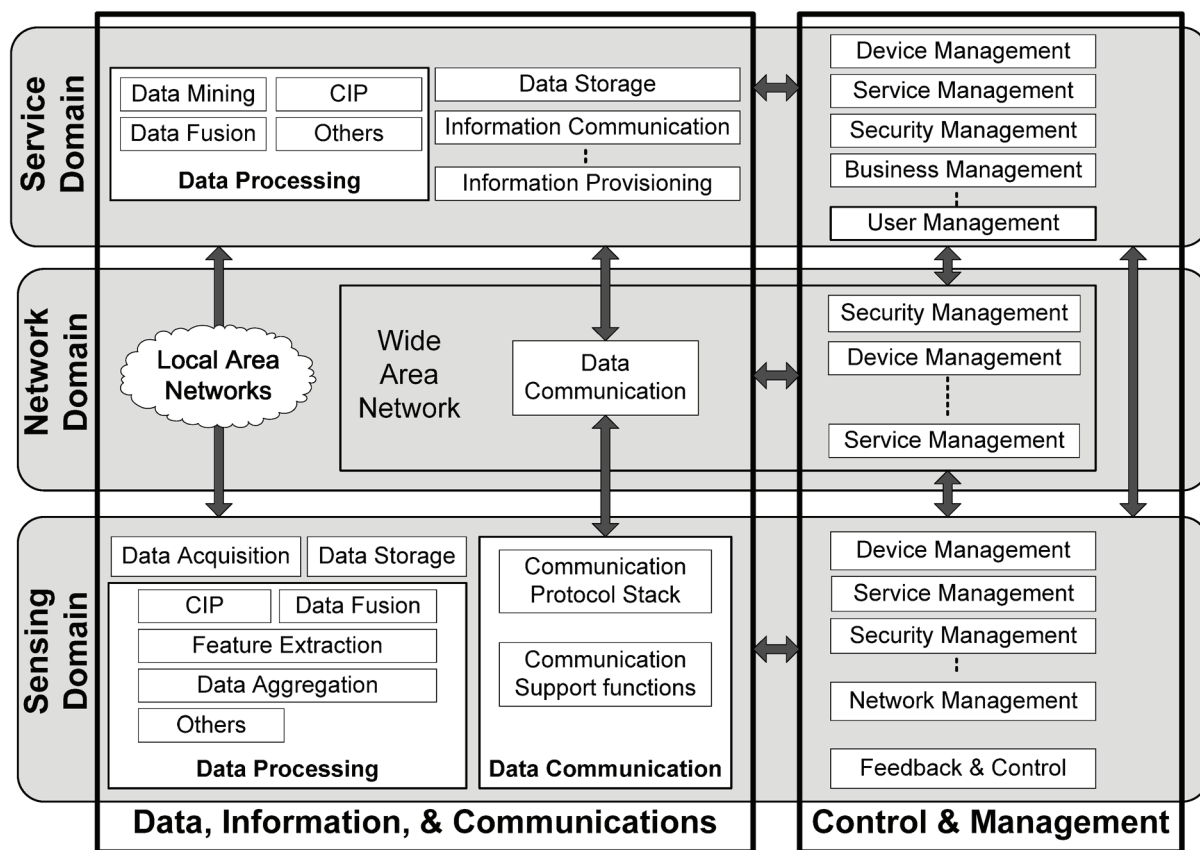 Service
Domain
Data Mining
CIP
Data Fusion
Others
Data Processing
Data Storage
Information Communication
Information Provisioning
Device Management
Service Management
Security Management
Business Management
User Management
Network
Domain
Local Area
Networks
Wide
Area
Network
Data
Communication
Security Management
Device Management
Service Management
Sensing
Domain
Data Acquisition
Data Storage
CIP
Data Fusion
Feature Extraction
Data Aggregation
Others
Data Processing
Communication
Protocol Stack
Communication
Support functions
Data Communication
Device Management
Service Management
Security Management
Network Management
Feedback & Control
Data, Information, & Communications
Control & Management